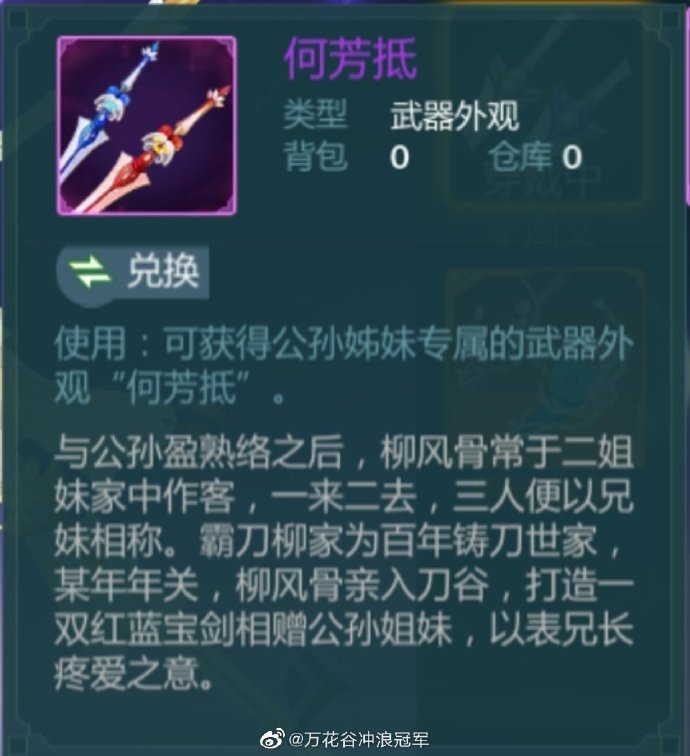 何芳抵
类型 武器外观
背包 0 仓库 0
穿戴中
兑换
使用：可获得公孙姊妹专属的武器外
观“何芳抵”。
与公孙盈熟络之后，柳风骨常于二姐
妹家中作客，一来二去，三人便以兄
妹相称。霸刀柳家为百年铸刀世家，
某年年关，柳风骨亲入刀谷，打造一
双红蓝宝剑相赠公孙姐妹，以表兄长
疼爱之意。
@万花谷冲浪冠军